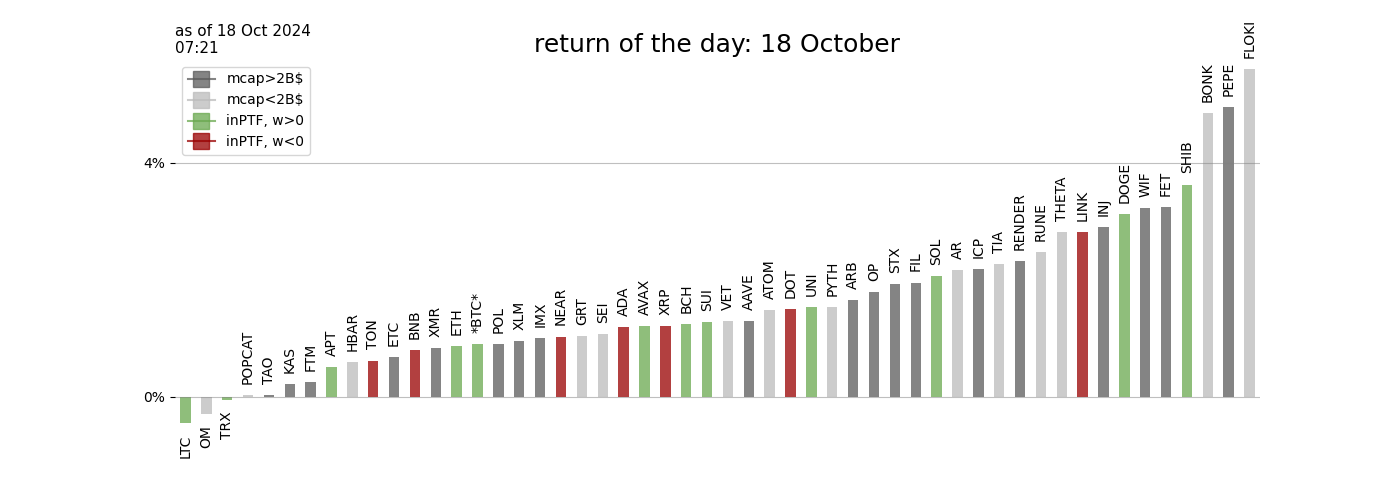 as of 18 Oct 2024
07:21
return of the day: 18 October
mcap>2B$
mcap<2B$
inPTF, w>0
inPTF, w<0
4%
0%
LTC
OM
TRX
POPCAT
TAO
KAS
FTM
APT
HBAR
TON
ETC
BNB
XMR
ETH
*BTC*
POL
XLM
IMX
NEAR
GRT
SEI
ADA
AVAX
XRP
BCH
SUI
VET
AAVE
ATOM
DOT
UNI
PYTH
ARB
OP
STX
FIL
SOL
AR
ICP
TIA
RENDER
RUNE
THETA
LINK
INJ
DOGE
WIF
FET
SHIB
BONK
PEPE
FLOKI